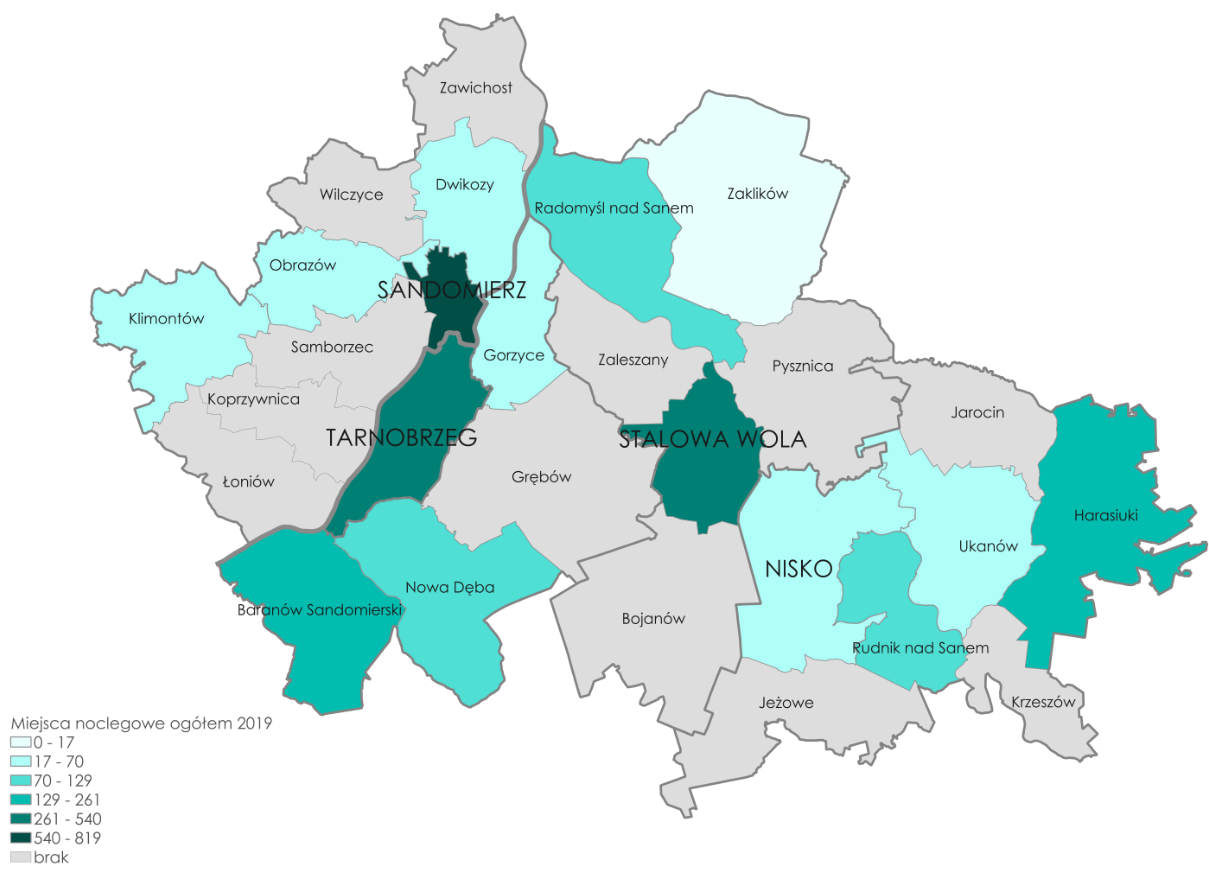 Zawichost
Wilczyce
Dwikozy
Radomyśl nad Sanem
Zaklików
Obrazów
SANDOMIERZ
Klimontów
Samborzec
Gorzyce
Zaleszany
Pysznica
Koprzywnica
Jarocin
TARNOBRZEG
STALOWA WOLA
Łoniów
Grębów
Harasiuki
Ukanów
NISKO
Nowa Dęba
Baranów Sandomierski
Bojanów
Rudnik nad Sanem
Jeżowe
Krzeszów
Miejsca noclegowe ogółem 2019
0 - 17
17 - 70
70 - 129
129 - 261
261 - 540
540 - 819
brak